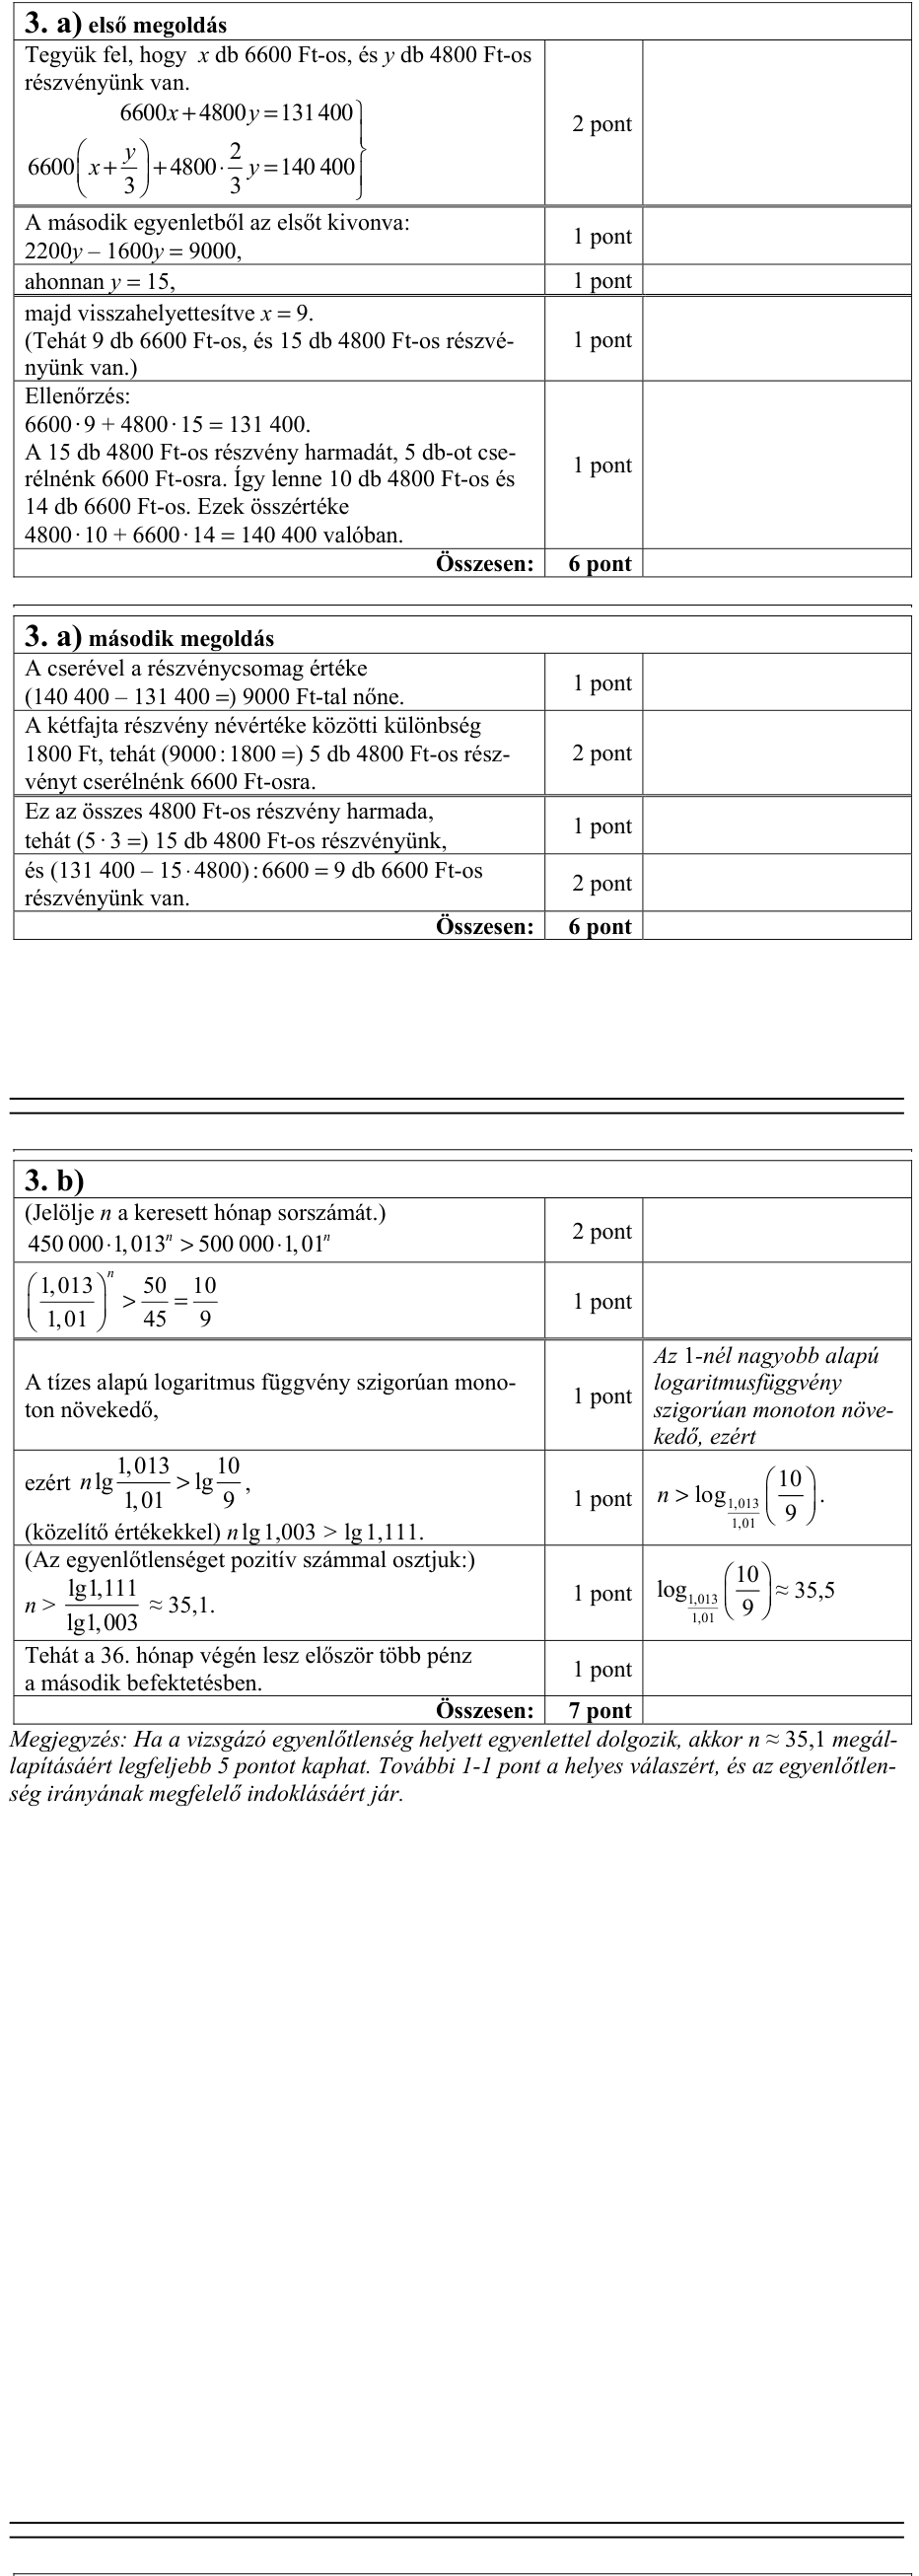 3. a) első megoldás
Tegyük fel, hogy x db 6600 Ft-os, és y db 4800 Ft-os
részvényünk van.
6600x + 4800y = 131 400
6600(x + y/3) + 4800 · 2/3 y = 140 400}
2 pont
A második egyenletből az elsőt kivonva:
2200y – 1600y = 9000,
1 pont
ahonnan y = 15,
1 pont
majd visszahelyettesítve x = 9.
(Tehát 9 db 6600 Ft-os, és 15 db 4800 Ft-os részvé-
nyünk van.)
1 pont
Ellenőrzés:
6600 · 9 + 4800 · 15 = 131 400.
A 15 db 4800 Ft-os részvény harmadát, 5 db-ot cse-
rélnénk 6600 Ft-osra. Így lenne 10 db 4800 Ft-os és
14 db 6600 Ft-os. Ezek összértéke
4800 · 10 + 6600 · 14 = 140 400 valóban.
1 pont
Összesen: 6 pont
3. a) második megoldás
A cserével a részvénycsomag értéke
(140 400 – 131 400 =) 9000 Ft-tal nőne.
1 pont
A kétfajta részvény névértéke közötti különbség
1800 Ft, tehát (9000 : 1800 =) 5 db 4800 Ft-os rész-
vényt cserélnénk 6600 Ft-osra.
2 pont
Ez az összes 4800 Ft-os részvény harmada,
tehát (5 · 3 =) 15 db 4800 Ft-os részvényünk,
1 pont
és (131 400 – 15 · 4800) : 6600 = 9 db 6600 Ft-os
részvényünk van.
2 pont
Összesen: 6 pont
3. b)
(Jelölje n a keresett hónap sorszámát.)
450 000 · 1,013ⁿ > 500 000 · 1,01ⁿ
2 pont
(1,013/1,01)ⁿ > 50/45 = 10/9
1 pont
A tízes alapú logaritmus függvény szigorúan mono-
ton növekedő,
1 pont
Az 1-nél nagyobb alapú
logaritmusfüggvény
szigorúan monoton növe-
kedő, ezért
ezért n lg 1,013/1,01 > lg 10/9,
(közelítő értékekkel) n lg 1,003 > lg 1,111.
1 pont
n > log_{1,013/1,01} (10/9).
(Az egyenlőtlenséget pozitív számmal osztjuk:)
n > lg1,111/lg1,003 ≈ 35,1.
1 pont
log_{1,013/1,01} (10/9) ≈ 35,5
Tehát a 36. hónap végén lesz először több pénz
a második befektetésben.
1 pont
Összesen: 7 pont
Megjegyzés: Ha a vizsgázó egyenlőtlenség helyett egyenlettel dolgozik, akkor n ≈ 35,1 megál-
lapításáért legfeljebb 5 pontot kaphat. További 1-1 pont a helyes válaszért, és az egyenlőtlen-
ség irányának megfelelő indoklásáért jár.